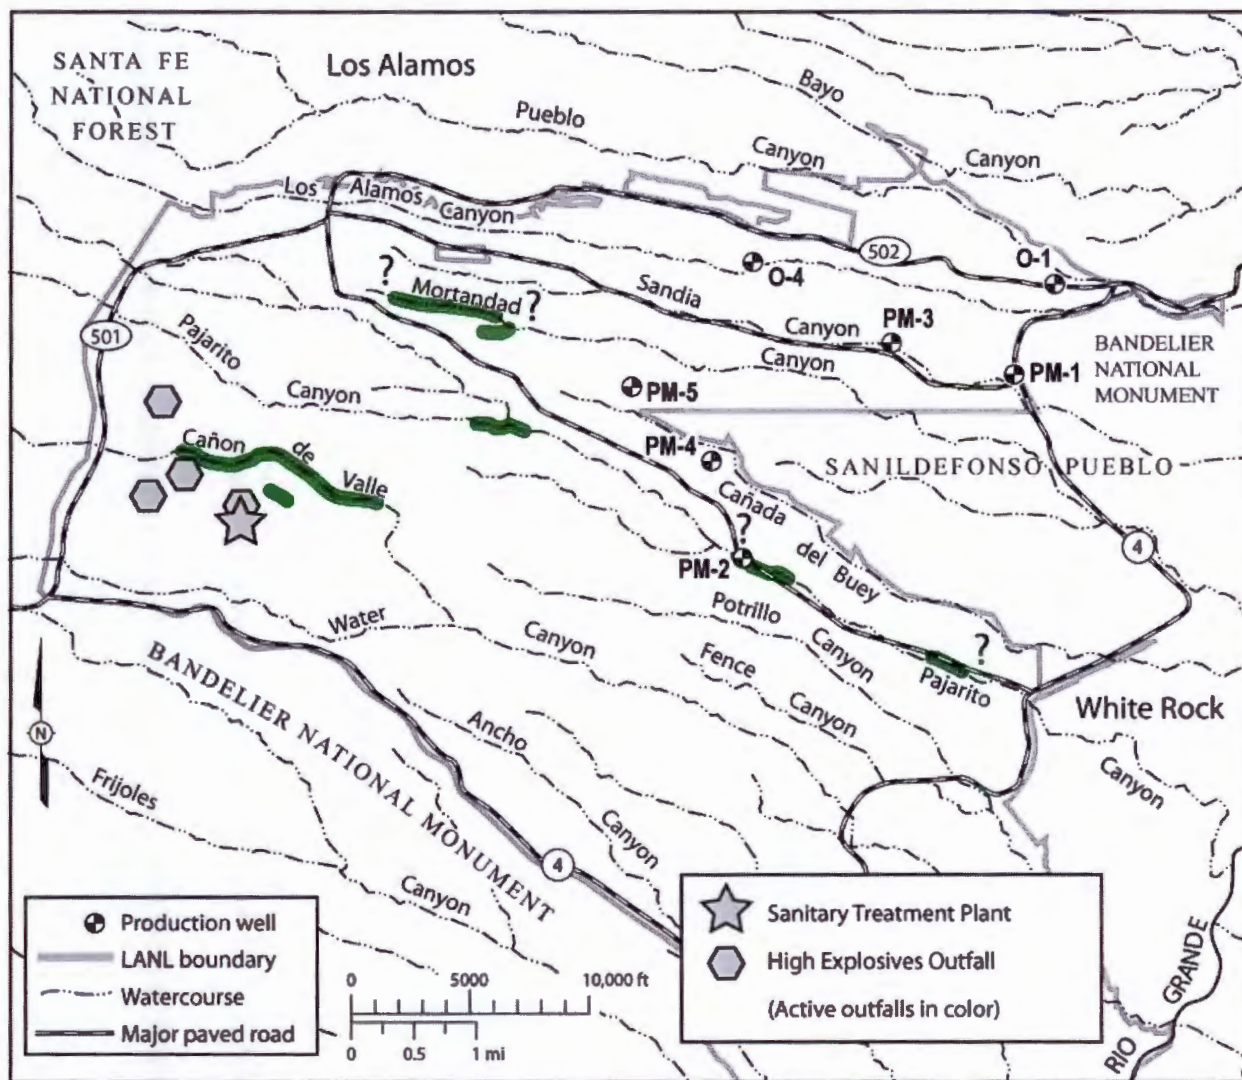 SANTA FE
NATIONAL
FOREST
Los Alamos
Bayo
Canyon
Pueblo
Canyon
Los Alamos Canyon
502
O-1
O-4
?
Mortandad
?
Sandia
Canyon
PM-3
Canyon
PM-1
BANDELIER
NATIONAL
MONUMENT
501
Pajarito
Canyon
PM-5
PM-4
SANILDEFONSO PUEBLO
Cañon de Valle
Cañada del Buey
?
PM-2
4
Potrillo
Canyon
Water
Canyon
Fence
Canyon
?
Pajarito
White Rock
Canyon
BANDELIER NATIONAL MONUMENT
Ancho
Canyon
N
Frijoles
Canyon
4
RIO GRANDE
Production well
LANL boundary
Watercourse
Major paved road
0 5000 10,000 ft
0 0.5 1 mi
Sanitary Treatment Plant
High Explosives Outfall
(Active outfalls in color)